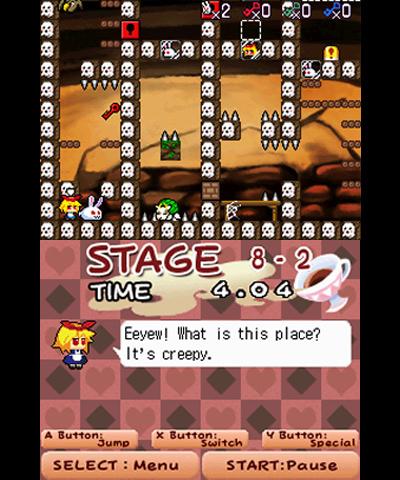 ×2 ×0 ×0 ×0
STAGE 8-2
TIME 4.04
Eeyew! What is this place?
It's creepy.
A Button: Jump X Button: Switch Y Button: Special
SELECT : Menu START:Pause